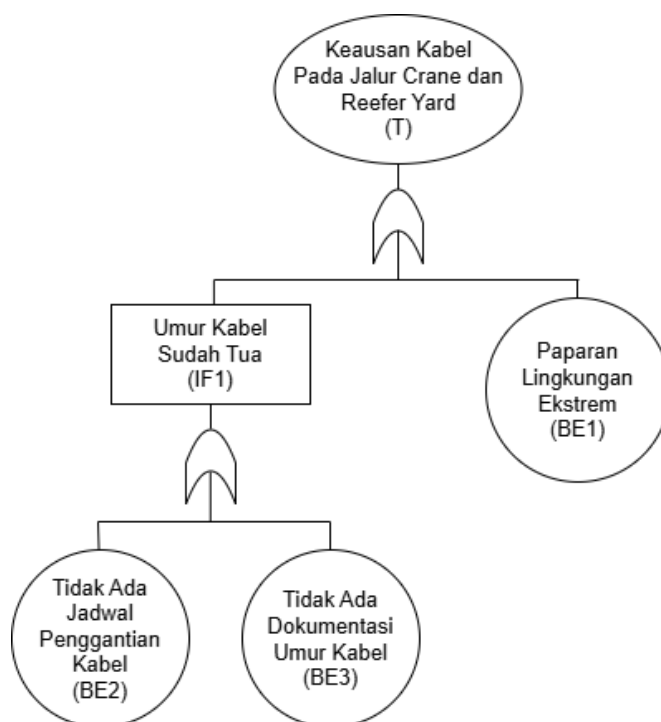 Keausan Kabel
Pada Jalur Crane dan
Reefer Yard
(T)
Umur Kabel
Sudah Tua
(IF1)
Paparan
Lingkungan
Ekstrem
(BE1)
Tidak Ada
Jadwal
Penggantian
Kabel
(BE2)
Tidak Ada
Dokumentasi
Umur Kabel
(BE3)